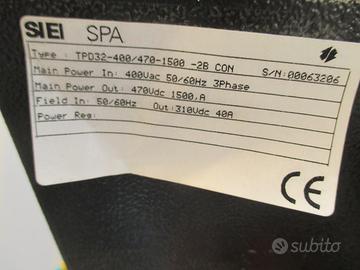 SIEI SPA
Type : TPD32-400/470-1500 -2B CON S/N:00063206
Main Power In: 400Vac 50/60Hz 3Phase
Main Power Out: 470Vdc 1500,A
Field In: 50/60Hz Out:310Vdc 40A
Power Reg:
CE
subito